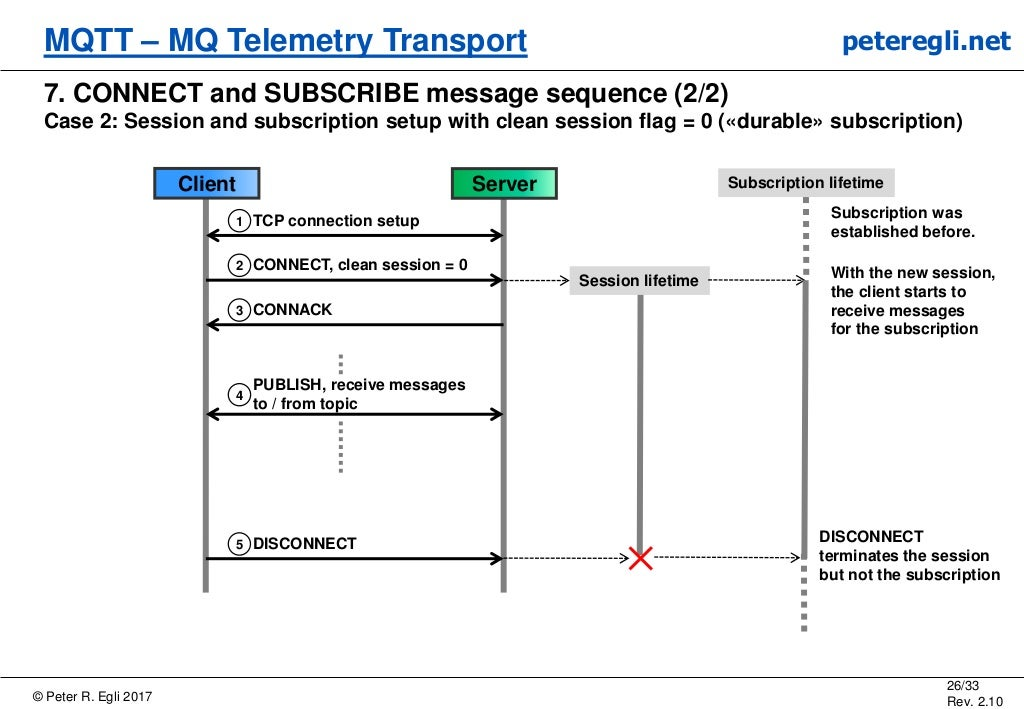 MQTT – MQ Telemetry Transport
peteregli.net
7. CONNECT and SUBSCRIBE message sequence (2/2)
Case 2: Session and subscription setup with clean session flag = 0 («durable» subscription)
Client
Server
Subscription lifetime
1 TCP connection setup
Subscription was
established before.
2 CONNECT, clean session = 0
Session lifetime
With the new session,
the client starts to
receive messages
for the subscription
3 CONNACK
4 PUBLISH, receive messages
to / from topic
5 DISCONNECT
DISCONNECT
terminates the session
but not the subscription
© Peter R. Egli 2017
26/33
Rev. 2.10